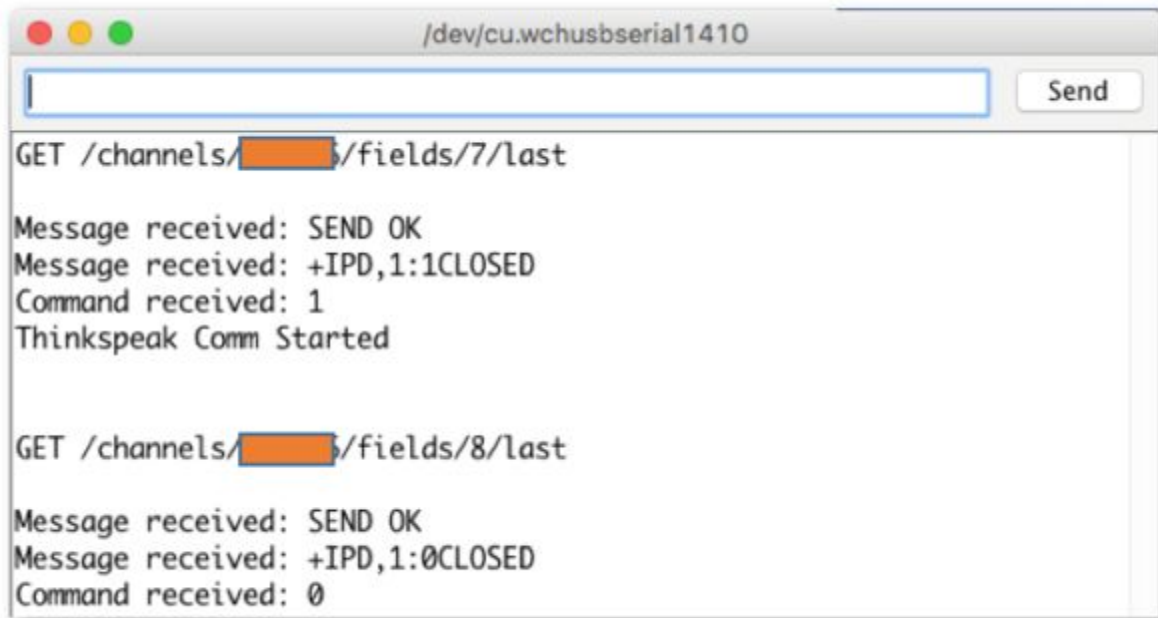 /dev/cu.wchusbserial1410
Send
GET /channels/ /fields/7/last
Message received: SEND OK
Message received: +IPD,1:1CLOSED
Command received: 1
Thinkspeak Comm Started
GET /channels/ /fields/8/last
Message received: SEND OK
Message received: +IPD,1:0CLOSED
Command received: 0